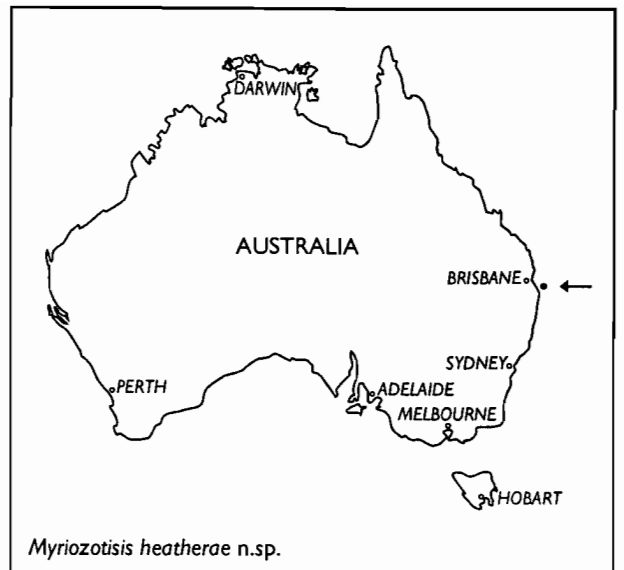 DARWIN
AUSTRALIA
BRISBANE
SYDNEY
PERTH
ADELAIDE
MELBOURNE
HOBART
Myriozotisis heatherae n.sp.